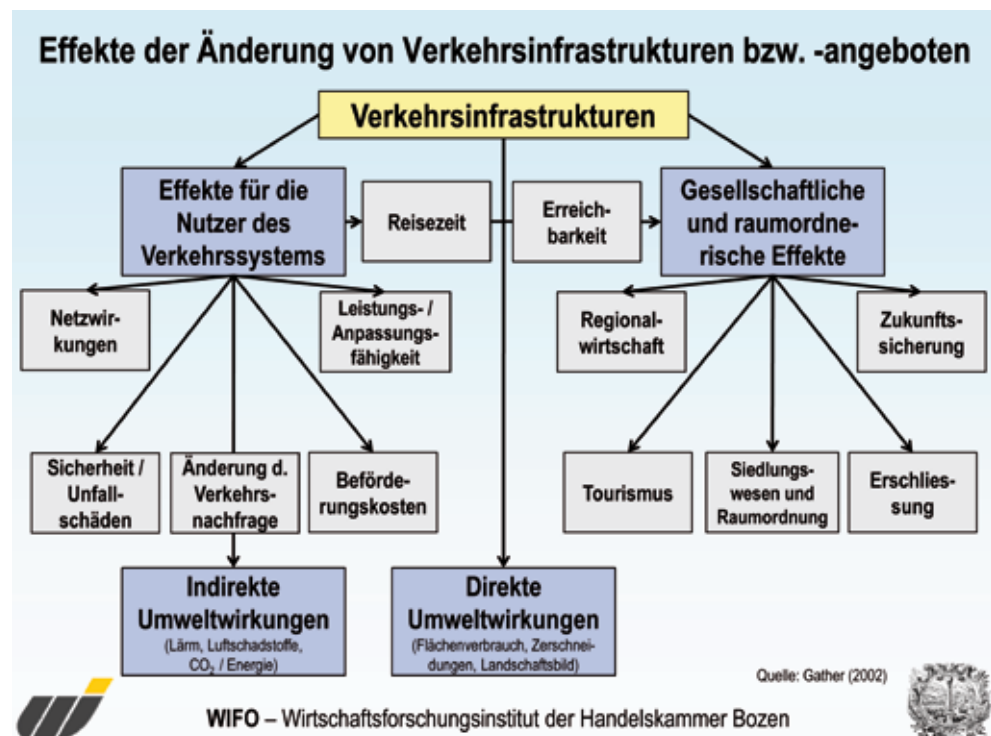 Effekte der Änderung von Verkehrsinfrastrukturen bzw. -angeboten
Verkehrsinfrastrukturen
Effekte für die
Nutzer des
Verkehrssystems
Reisezeit
Erreich-
barkeit
Gesellschaftliche
und raumordne-
rische Effekte
Netzwir-
kungen
Leistungs- /
Anpassungs-
fähigkeit
Regional-
wirtschaft
Zukunfts-
sicherung
Sicherheit /
Unfall-
schäden
Änderung d.
Verkehrs-
nachfrage
Beförde-
rungskosten
Tourismus
Siedlungs-
wesen und
Raumordnung
Erschlies-
sung
Indirekte
Umweltwirkungen
(Lärm, Luftschadstoffe,
CO₂ / Energie)
Direkte
Umweltwirkungen
(Flächenverbrauch, Zerschnei-
dungen, Landschaftsbild)
Quelle: Gather (2002)
WIFO – Wirtschaftsforschungsinstitut der Handelskammer Bozen